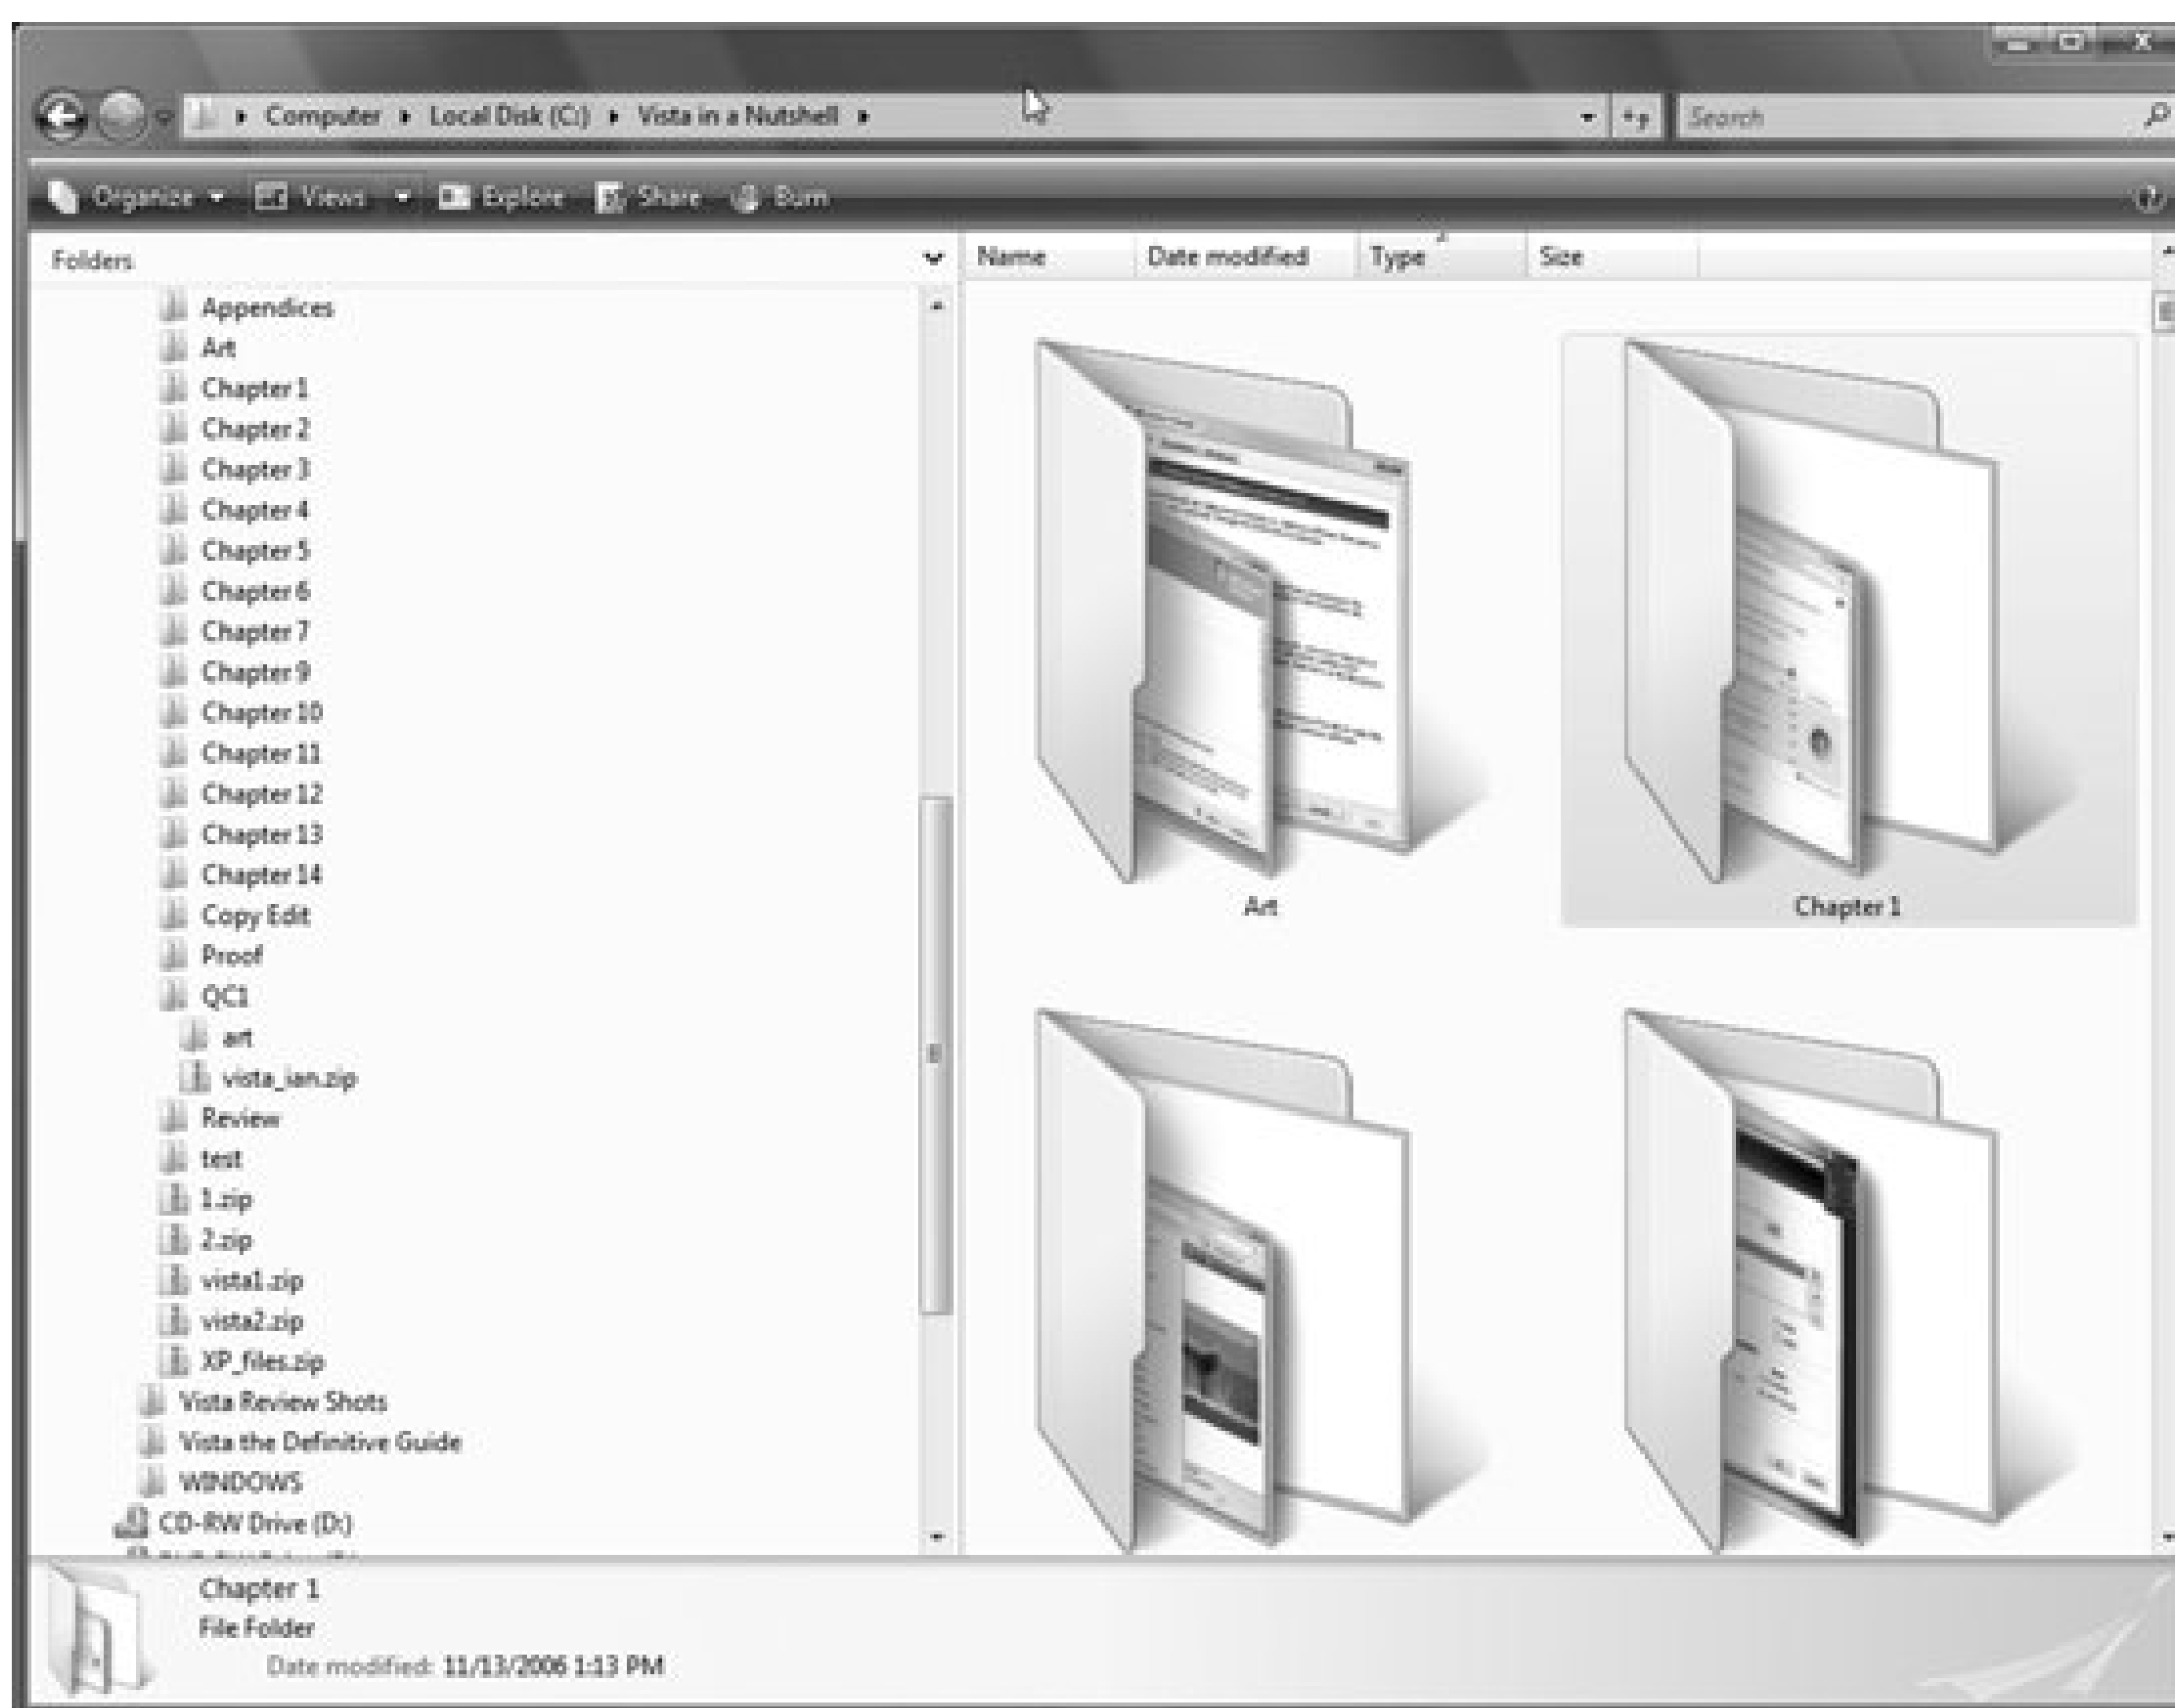 Computer Local Disk (C:) Vista in a Nutshell Search
Organize Views Explore Share Burn
Folders
Name Date modified Type Size
Appendices
Art
Chapter 1
Chapter 2
Chapter 3
Chapter 4
Chapter 5
Chapter 6
Chapter 7
Chapter 9
Chapter 10
Chapter 11
Chapter 12
Chapter 13
Chapter 14
Copy Edit
Proof
QC1
art
vista_ian.zip
Review
test
1.zip
2.zip
vista1.zip
vista2.zip
XP_files.zip
Vista Review Shots
Vista the Definitive Guide
WINDOWS
CD-RW Drive (D:)
Art
Chapter 1
Chapter 1
File Folder
Date modified: 11/13/2006 1:13 PM